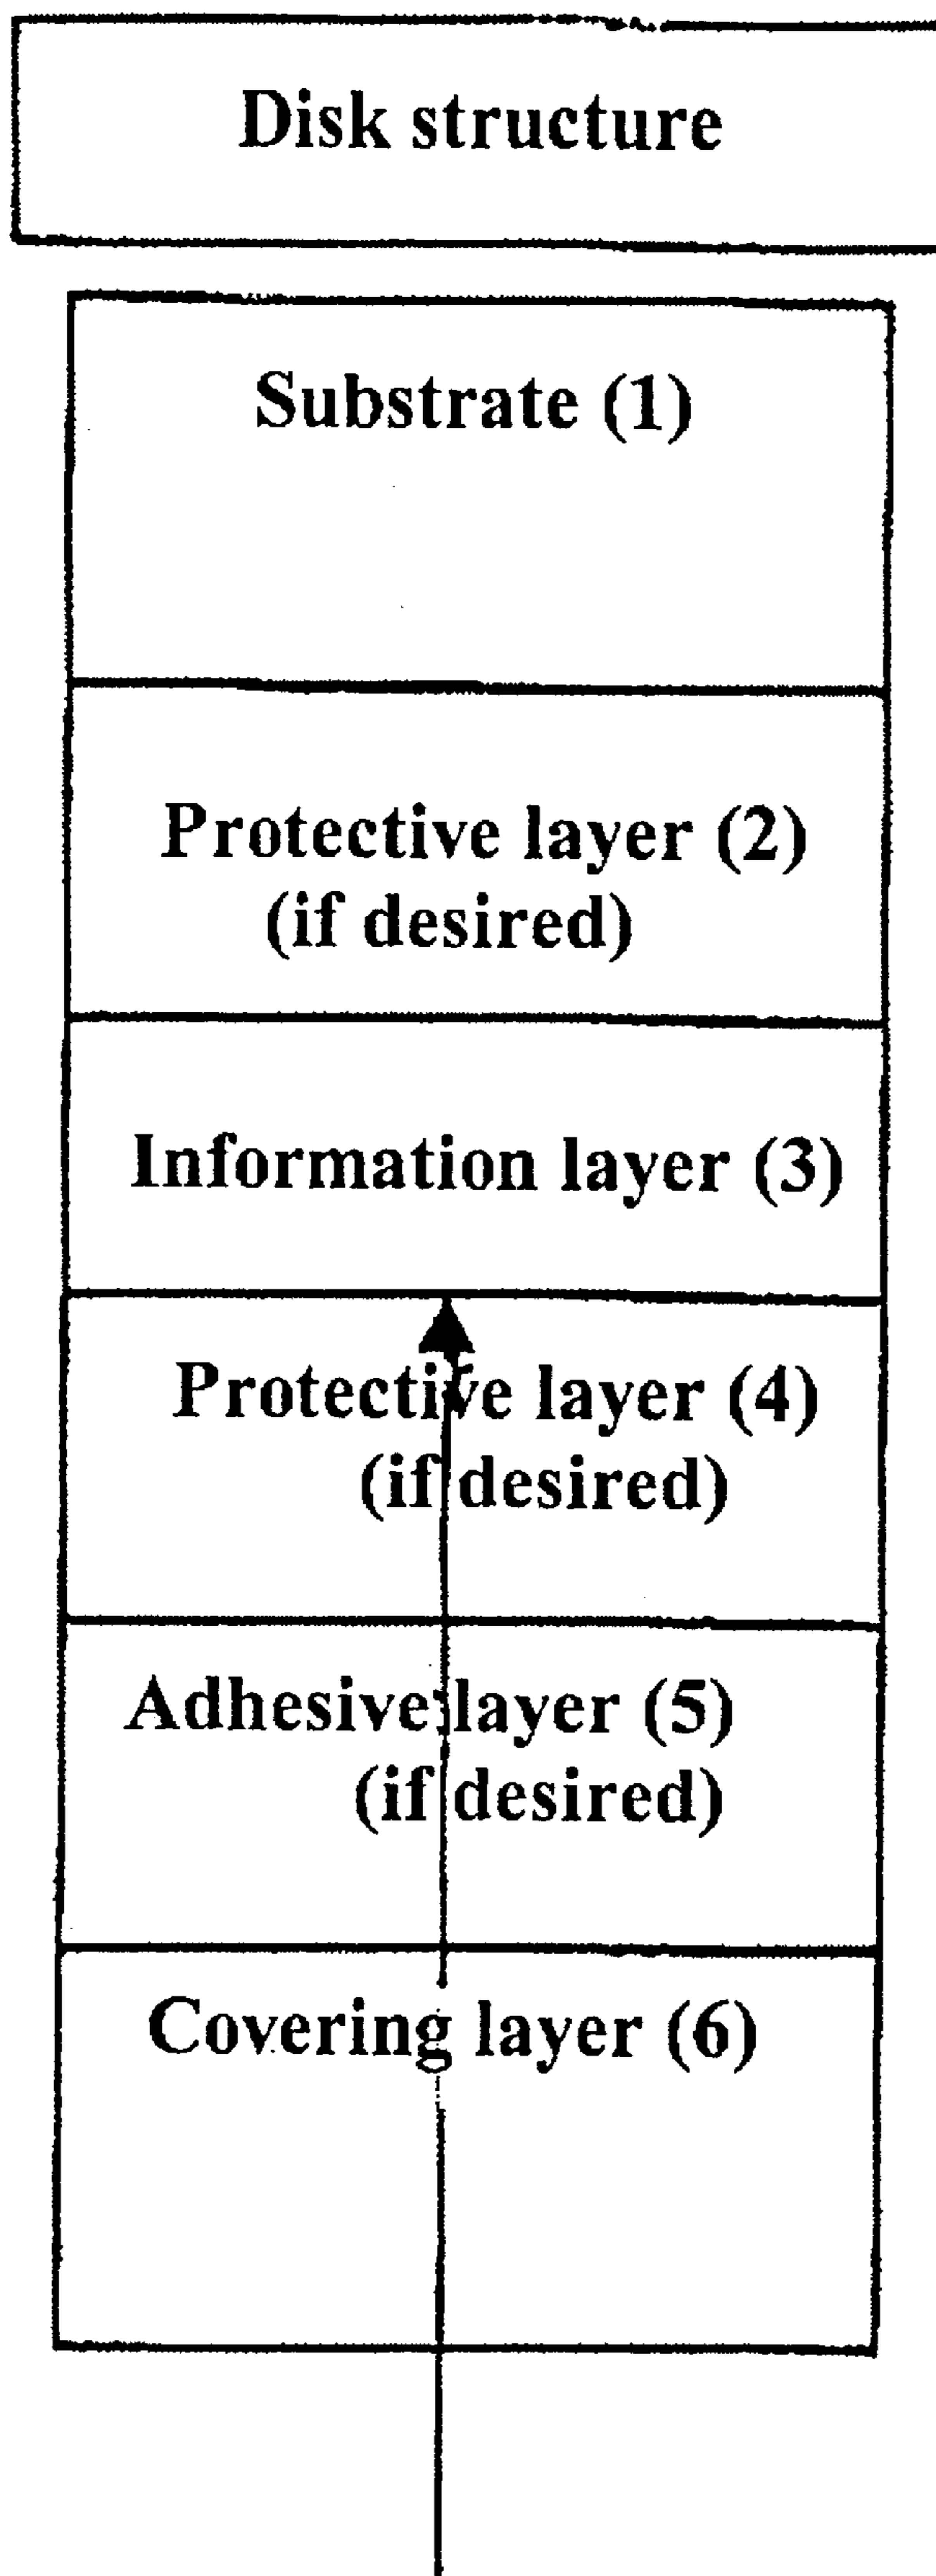 Disk structure
Substrate (1)
Protective layer (2)
(if desired)
Information layer (3)
Protective layer (4)
(if desired)
Adhesive layer (5)
(if desired)
Covering layer (6)